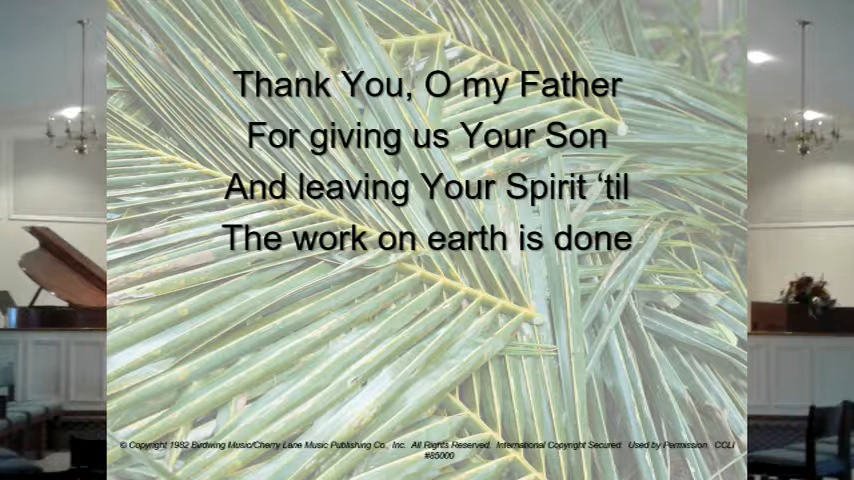 Thank You, O my Father
For giving us Your Son
And leaving Your Spirit ‘til
The work on earth is done
© Copyright 1982 Birdwing Music/Cherry Lane Music Publishing Co., Inc. All Rights Reserved. International Copyright Secured. Used by Permission. CCLI
#85000